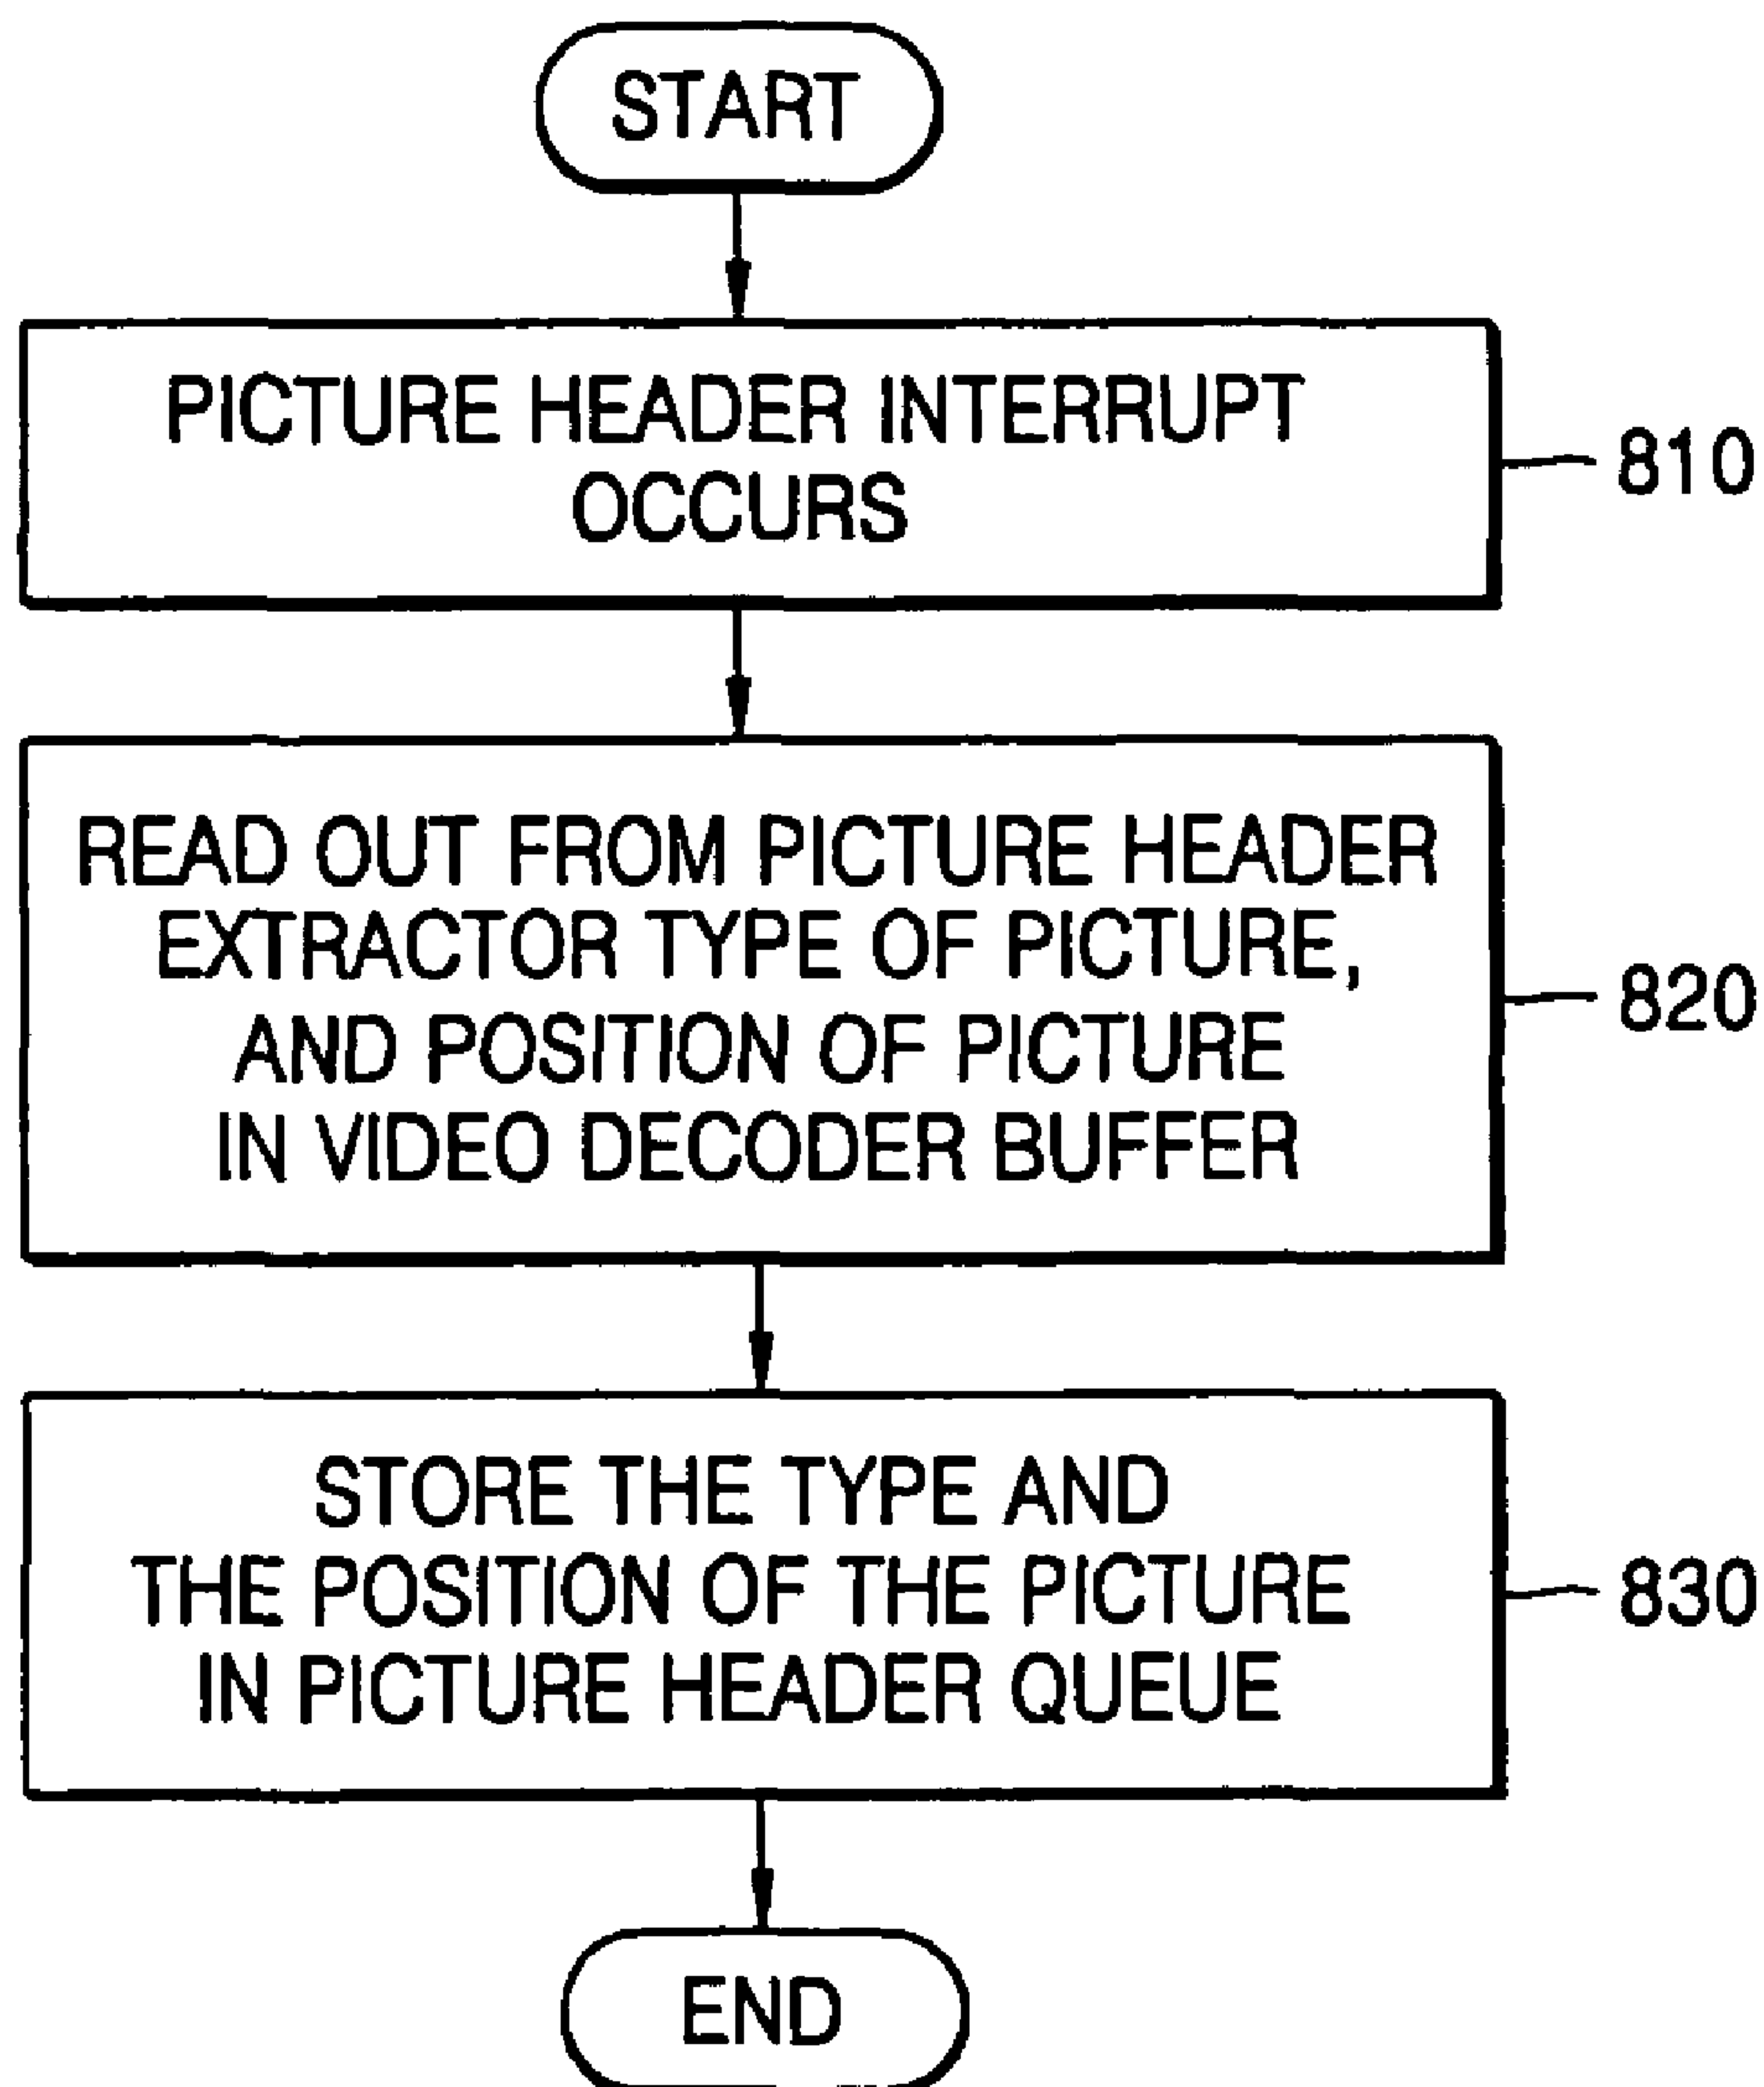 START
PICTURE HEADER INTERRUPT
OCCURS
810
READ OUT FROM PICTURE HEADER
EXTRACTOR TYPE OF PICTURE,
AND POSITION OF PICTURE
IN VIDEO DECODER BUFFER
820
STORE THE TYPE AND
THE POSITION OF THE PICTURE
IN PICTURE HEADER QUEUE
830
END